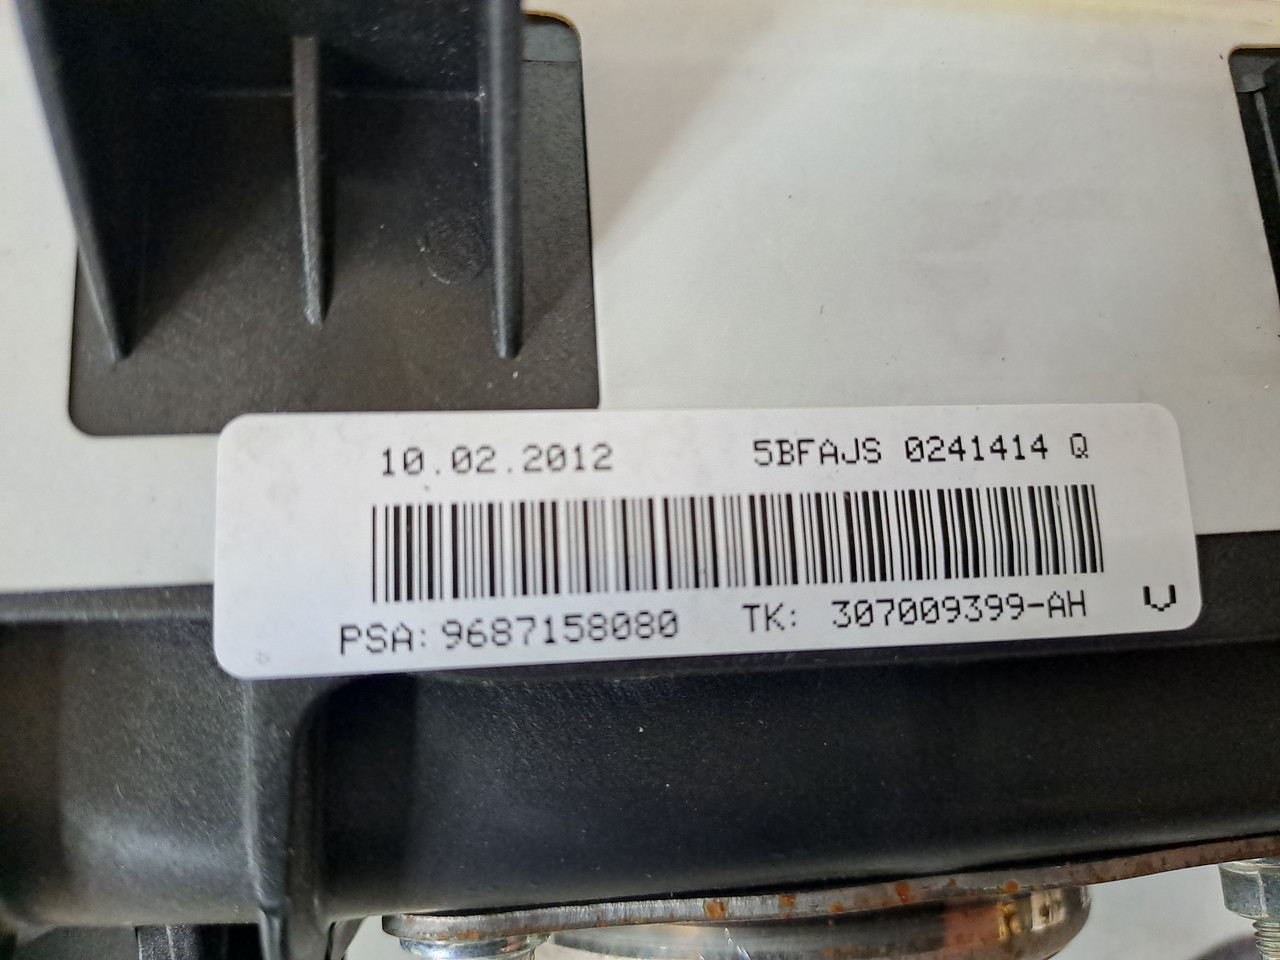 10.02.2012 5BFAJS 0241414 Q
PSA: 9687158080 TK: 307009399-AH V